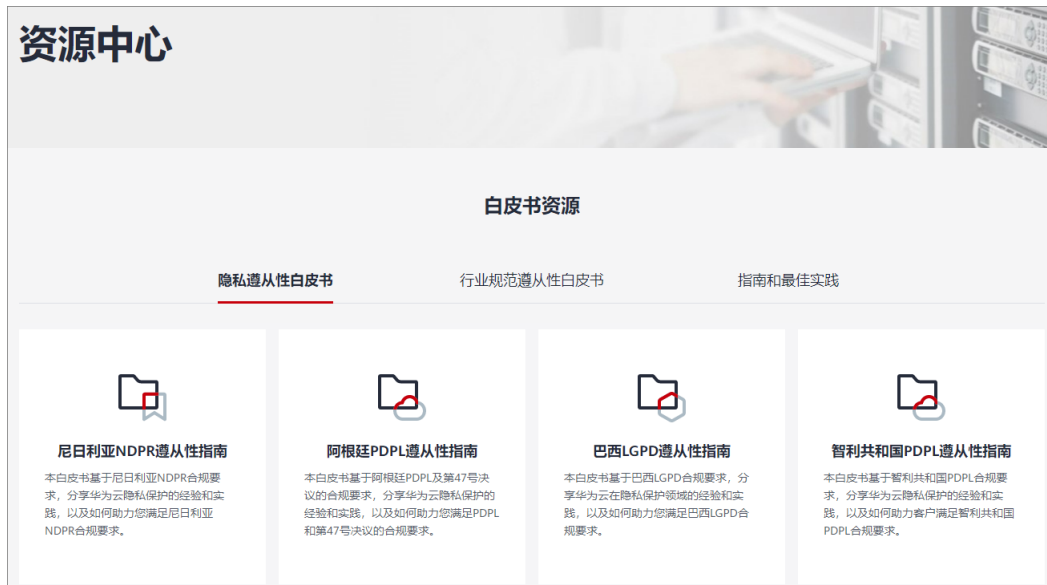 资源中心
白皮书资源
隐私遵从性白皮书
行业规范遵从性白皮书
指南和最佳实践
尼日利亚NDPR遵从性指南
本白皮书基于尼日利亚NDPR合规要
求，分享华为云隐私保护的经验和实
践，以及如何助力您满足尼日利亚
NDPR合规要求。
阿根廷PDPL遵从性指南
本白皮书基于阿根廷PDPL及第47号决
议的合规要求，分享华为云隐私保护的
经验和实践，以及如何助力您满足PDPL
和第47号决议的合规要求。
巴西LGPD遵从性指南
本白皮书基于巴西LGPD合规要求，分
享华为云在隐私保护领域的经验和实
践，以及如何助力您满足巴西LGPD合
规要求。
智利共和国PDPL遵从性指南
本白皮书基于智利共和国PDPL合规要
求，分享华为云隐私保护的经验和实
践，以及如何助力客户满足智利共和国
PDPL合规要求。